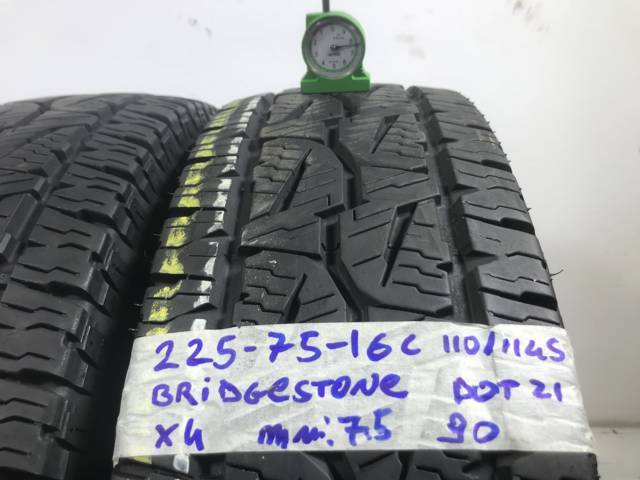 225-75-16C 110/114S
BRIDGESTONE DOT 21
X4 mm: 7.5 90